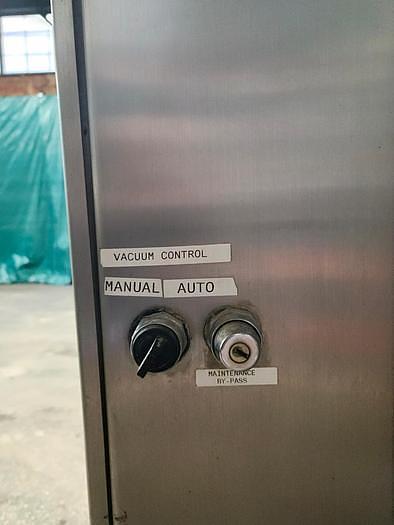 VACUUM CONTROL
MANUAL AUTO
MAINTENANCE
BY-PASS